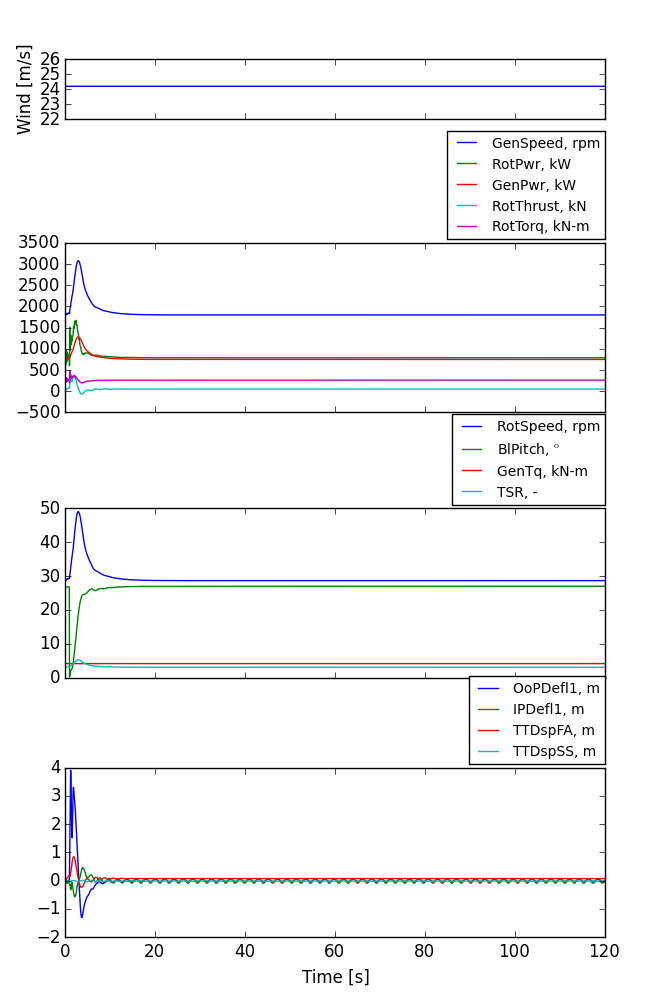 Wind [m/s]
26
25
24
23
22
GenSpeed, rpm
RotPwr, kW
GenPwr, kW
RotThrust, kN
RotTorq, kN-m
3500
3000
2500
2000
1500
1000
500
0
−500
RotSpeed, rpm
BlPitch, °
GenTq, kN-m
TSR, -
50
40
30
20
10
0
OoPDefl1, m
IPDefl1, m
TTDspFA, m
TTDspSS, m
4
3
2
1
0
−1
−2
0 20 40 60 80 100 120
Time [s]